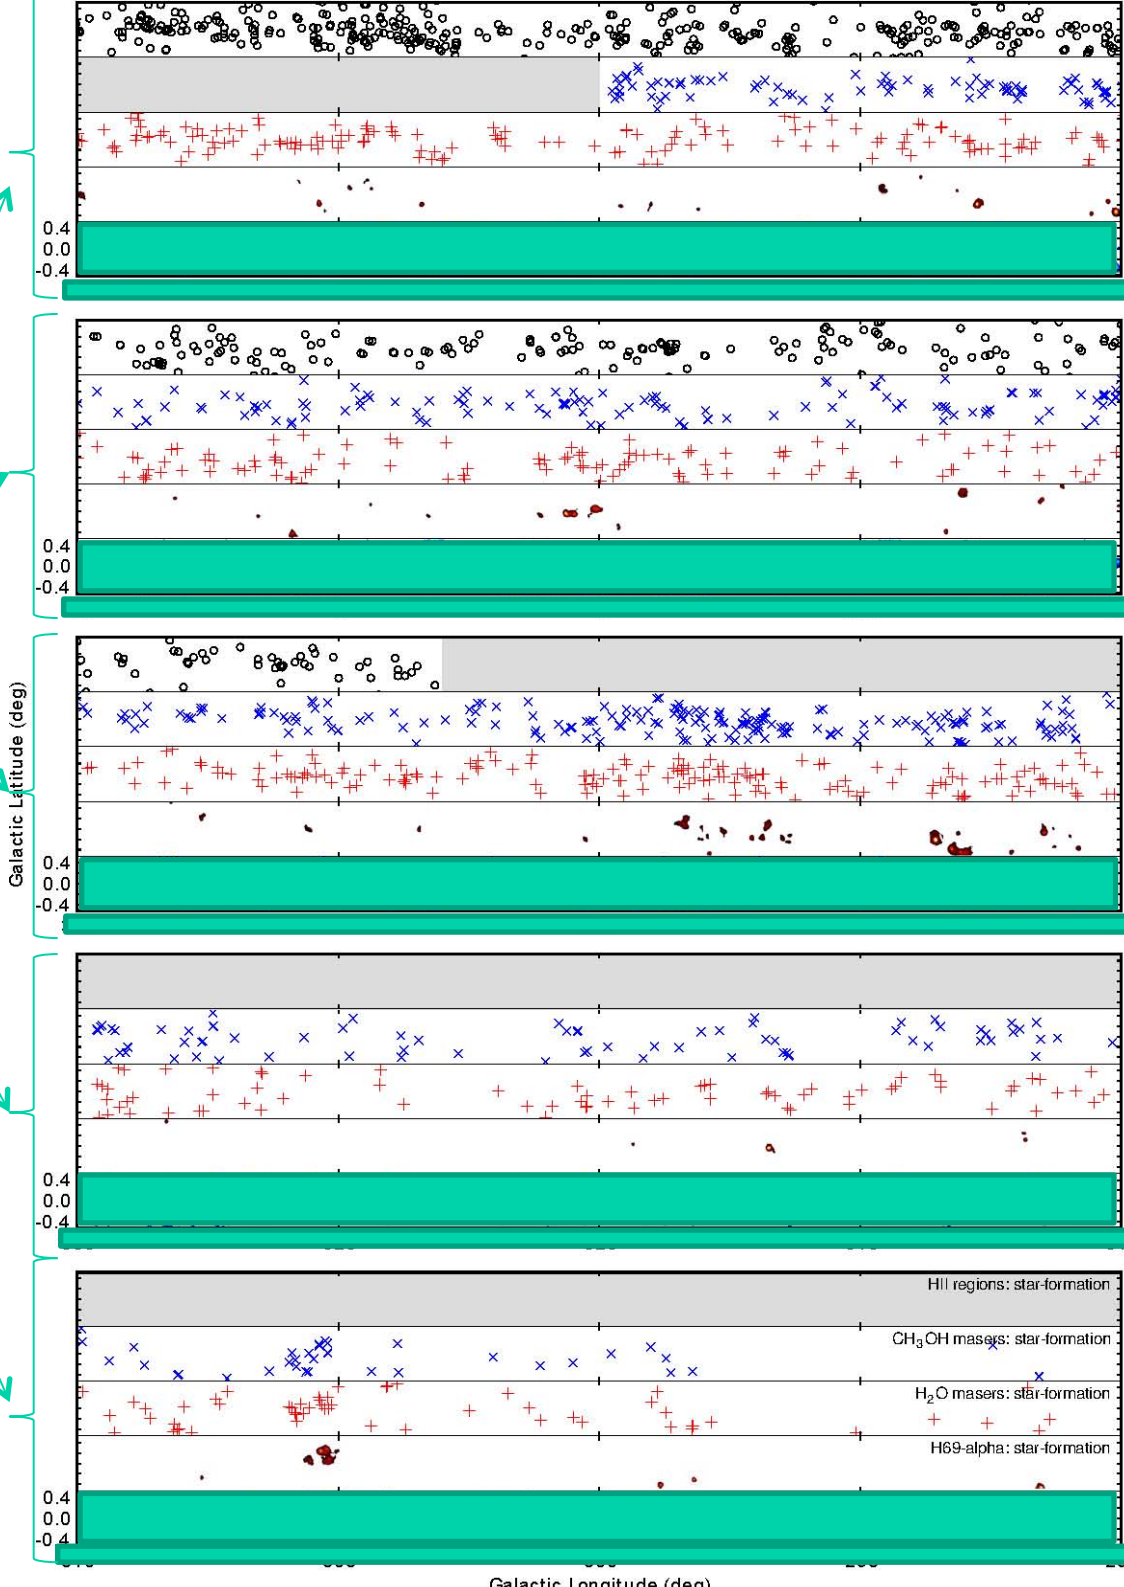 0.4
0.0
-0.4
0.4
0.0
-0.4
Galactic Latitude (deg)
0.4
0.0
-0.4
0.4
0.0
-0.4
HII regions: star-formation
CH₃OH masers: star-formation
H₂O masers: star-formation
H69-alpha: star-formation
0.4
0.0
-0.4
Galactic Longitude (deg)